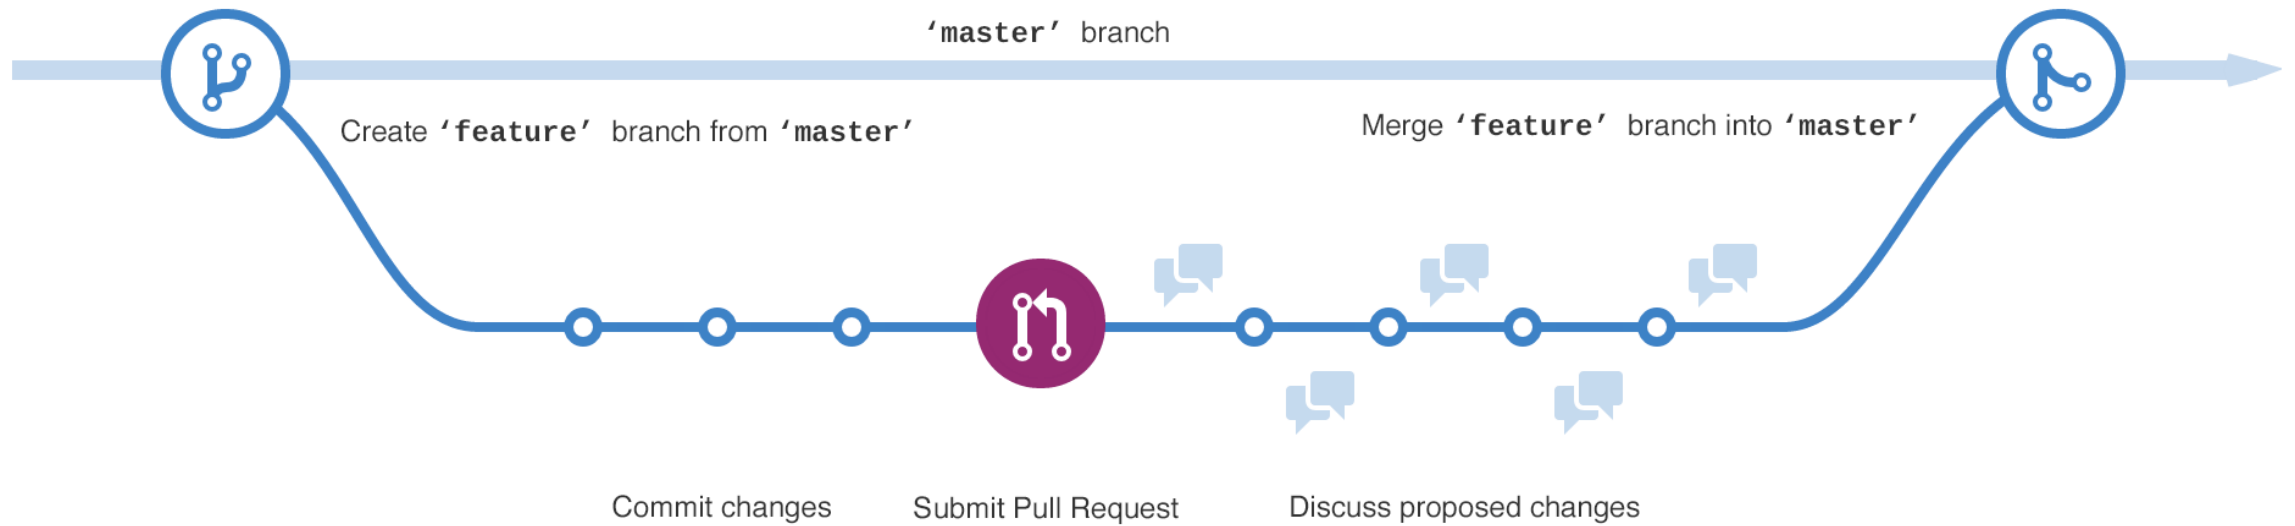 ‘master’ branch
Create ‘feature’ branch from ‘master’
Merge ‘feature’ branch into ‘master’
Commit changes
Submit Pull Request
Discuss proposed changes